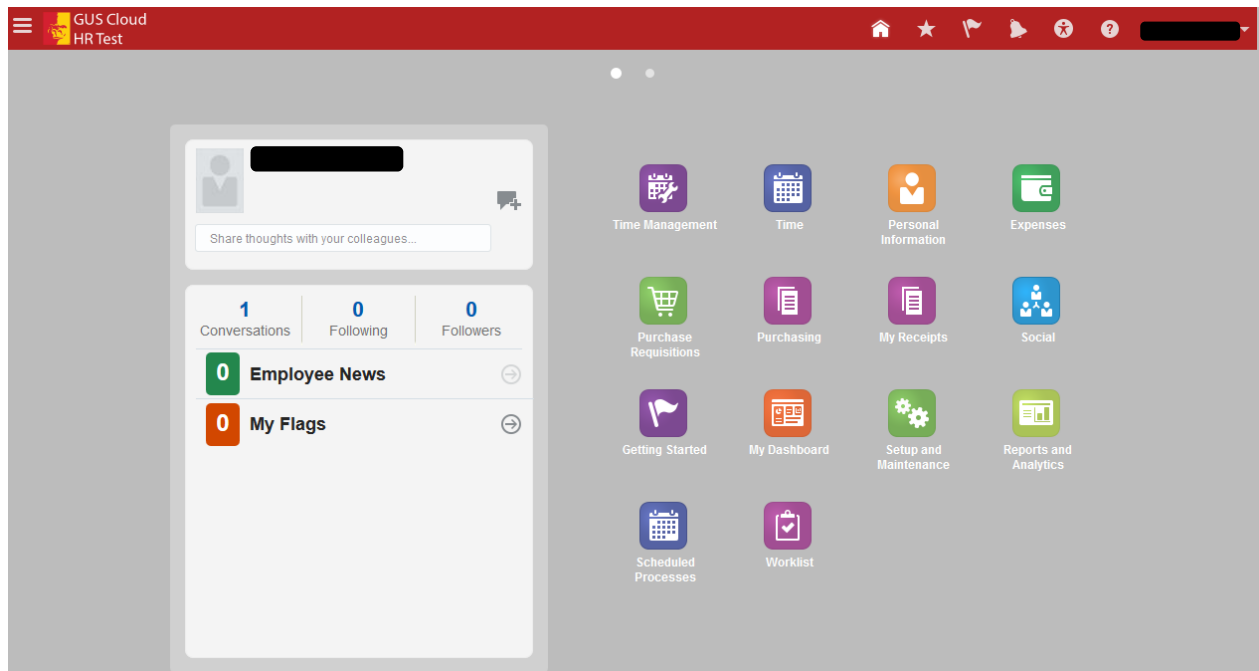 GUS Cloud
HR Test
Share thoughts with your colleagues...
1
Conversations
0
Following
0
Followers
0 Employee News
0 My Flags
Time Management
Time
Personal
Information
Expenses
Purchase
Requisitions
Purchasing
My Receipts
Social
Getting Started
My Dashboard
Setup and
Maintenance
Reports and
Analytics
Scheduled
Processes
Worklist